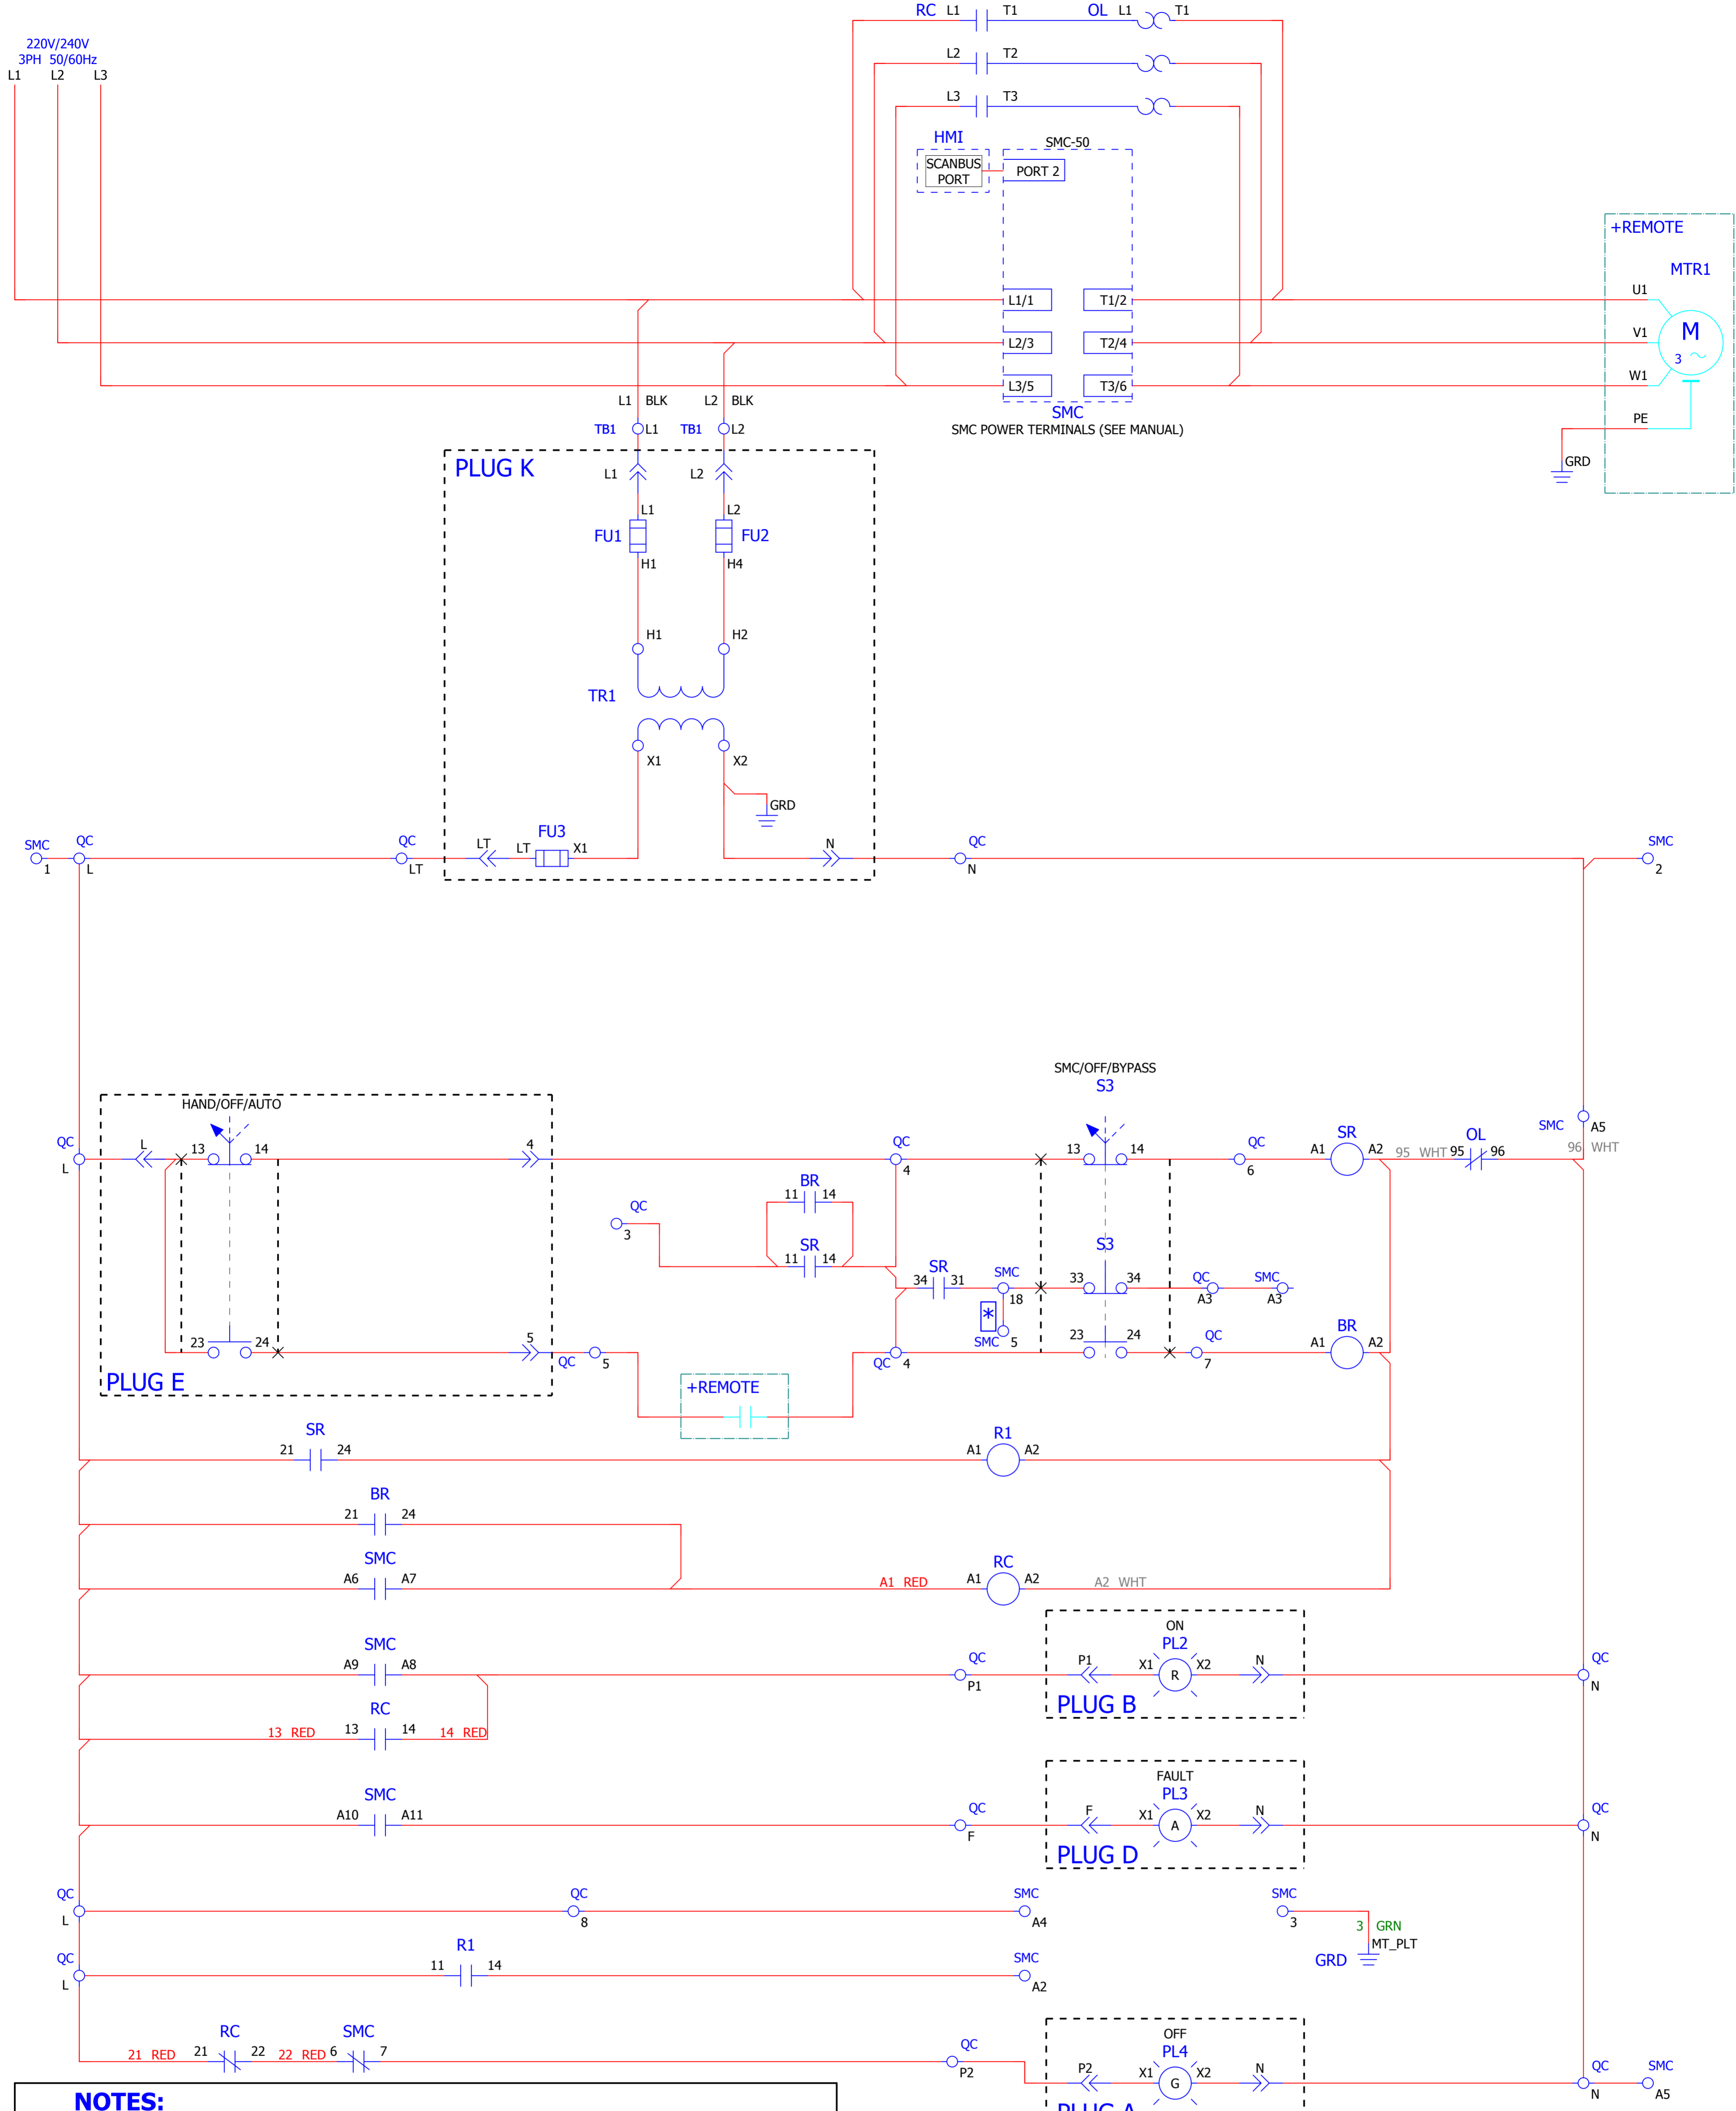 RC L1 T1 OL L1 T1
220V/240V
3PH 50/60Hz
L1 L2 L3
L2 T2
L3 T3
HMI
SMC-50
SCANBUS
PORT
PORT 2
+REMOTE
MTR1
L1/1 T1/2 U1
L2/3 T2/4 V1 M
3
L3/5 T3/6 W1
L1 BLK L2 BLK
SMC
TB1 L1 TB1 L2
SMC POWER TERMINALS (SEE MANUAL)
PE
GRD
PLUG K
L1 L2
L1 L2
FU1 FU2
H1 H4
H1 H2
TR1
X1 X2
GRD
SMC QC QC FU3 QC SMC
LT LT X1 N
1 L LT N 2
SMC/OFF/BYPASS
S3
HAND/OFF/AUTO
SMC A5
QC L 13 14 4 QC 13 14 QC SR OL
A1 A2 95 WHT 95 96 96 WHT
L 4 6
BR
11 14
QC
3
SR
11 14
S3
SR
34 31 SMC 33 34 QC SMC
18 A3 A3
*
SMC 5
23 24 5 23 24 QC BR
A1 A2
QC 5 QC 4 7
PLUG E
+REMOTE
SR R1
21 24 A1 A2
BR
21 24
SMC RC
A6 A7 A1 RED A1 A2 A2 WHT
ON
SMC PL2
A9 A8 QC P1 X1 X2 N QC
R
P1 N
RC PLUG B
13 RED 13 14 14 RED
FAULT
SMC PL3
A10 A11 QC F X1 X2 N QC
A
F N
PLUG D
QC QC SMC SMC
L 8 A4 3
3 GRN
MT_PLT
GRD
QC R1 SMC
L 11 14 A2
RC SMC OFF
21 RED 21 22 22 RED 6 7 QC PL4
P2 P2 X1 X2 N QC SMC
G
N A5
NOTES:
PLUG A